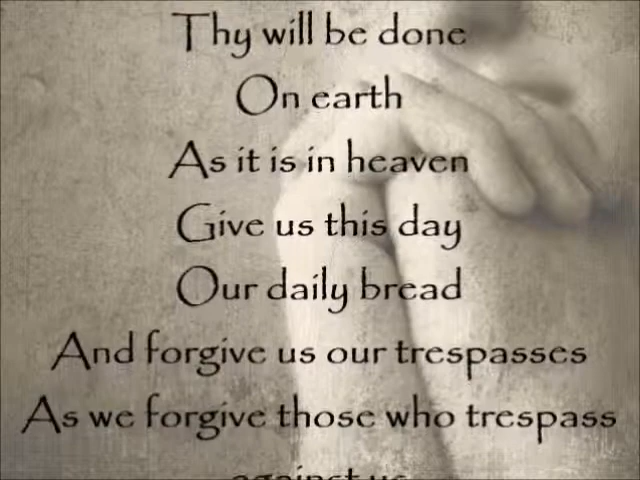 Thy will be done
On earth
As it is in heaven
Give us this day
Our daily bread
And forgive us our trespasses
As we forgive those who trespass
against us